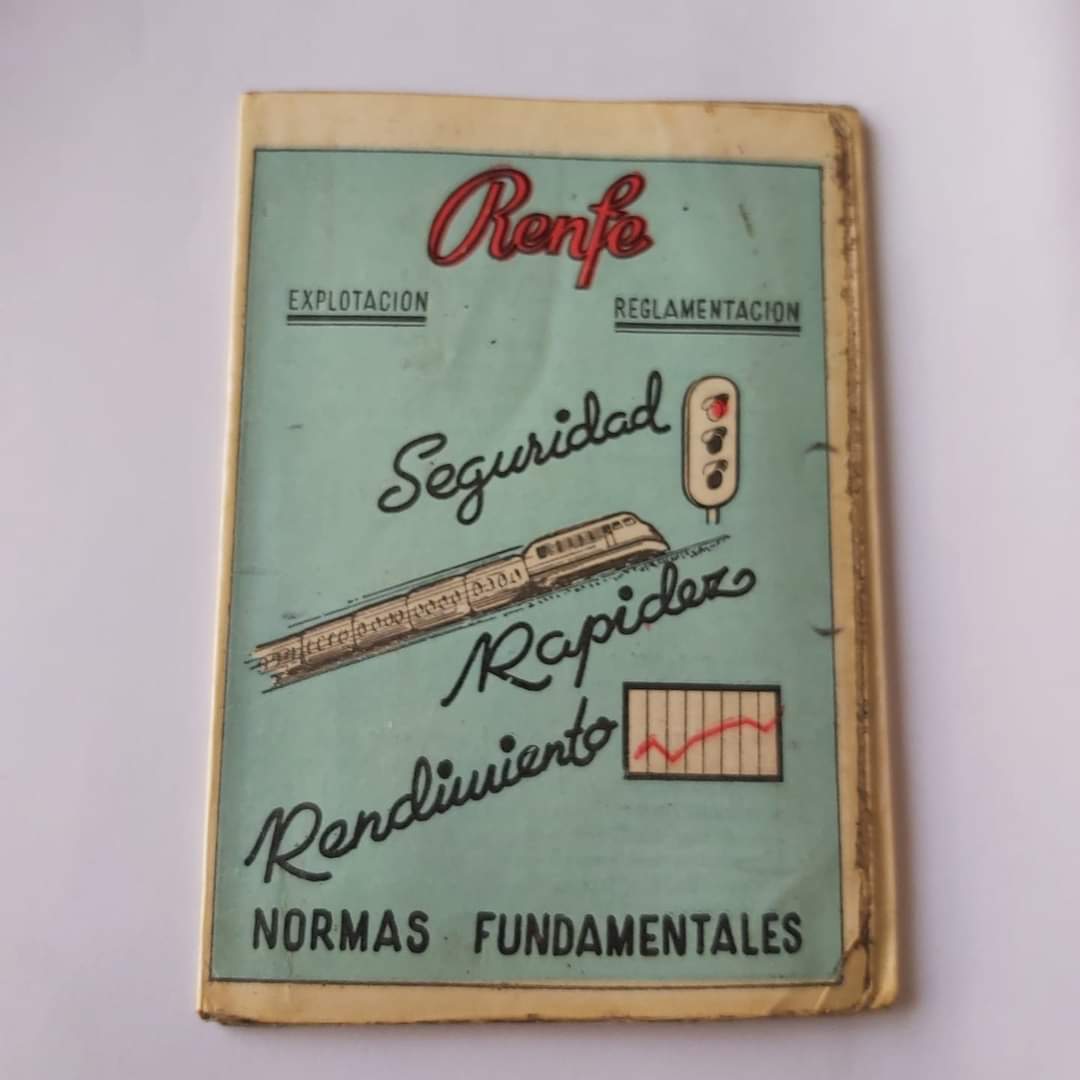 Renfe
EXPLOTACION
REGLAMENTACION
Seguridad
Rapidez
Rendimiento
NORMAS FUNDAMENTALES